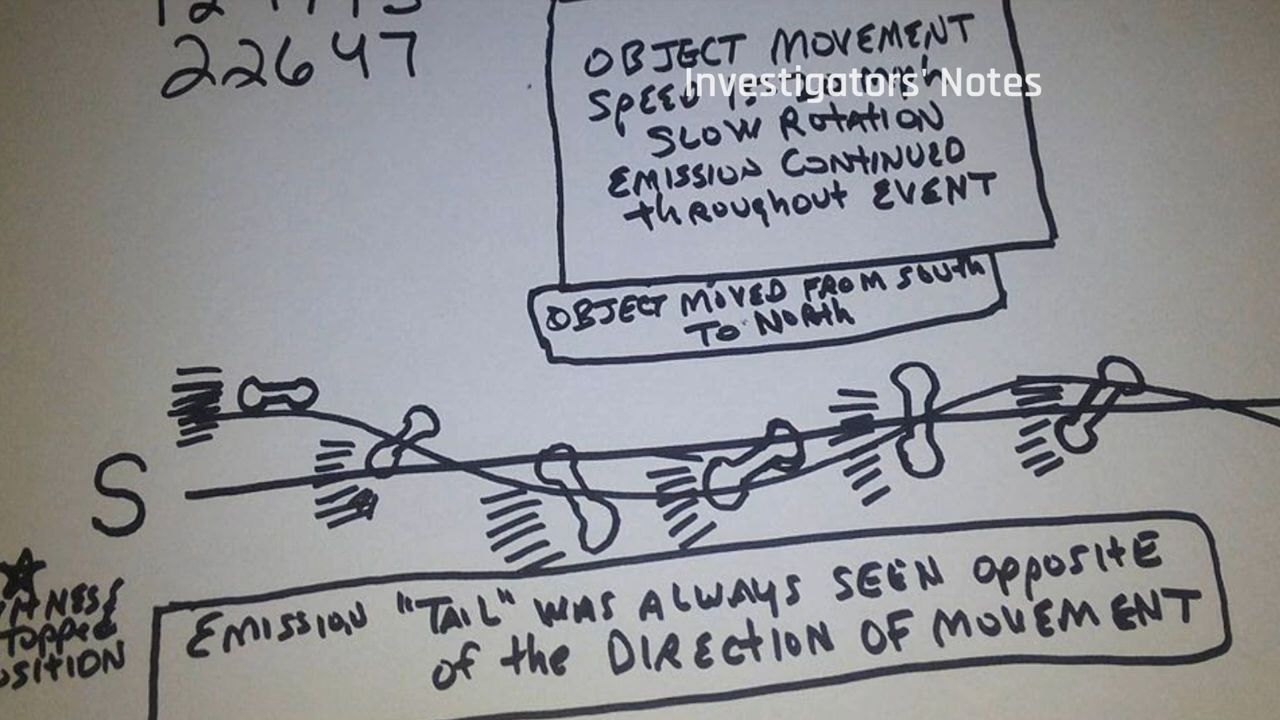 22647
OBJECT MOVEMENT
Investigators' Notes
SPEED
SLOW ROTATION
EMISSION CONTINUED
thROUghOUT EVENT
OBJECT MOVED FROM SOUth
TO NORth
S
EMISSION "TAIL" WAS ALWAYS SEEN OppOSITE
of the DIRECTION OF MOVEMENT